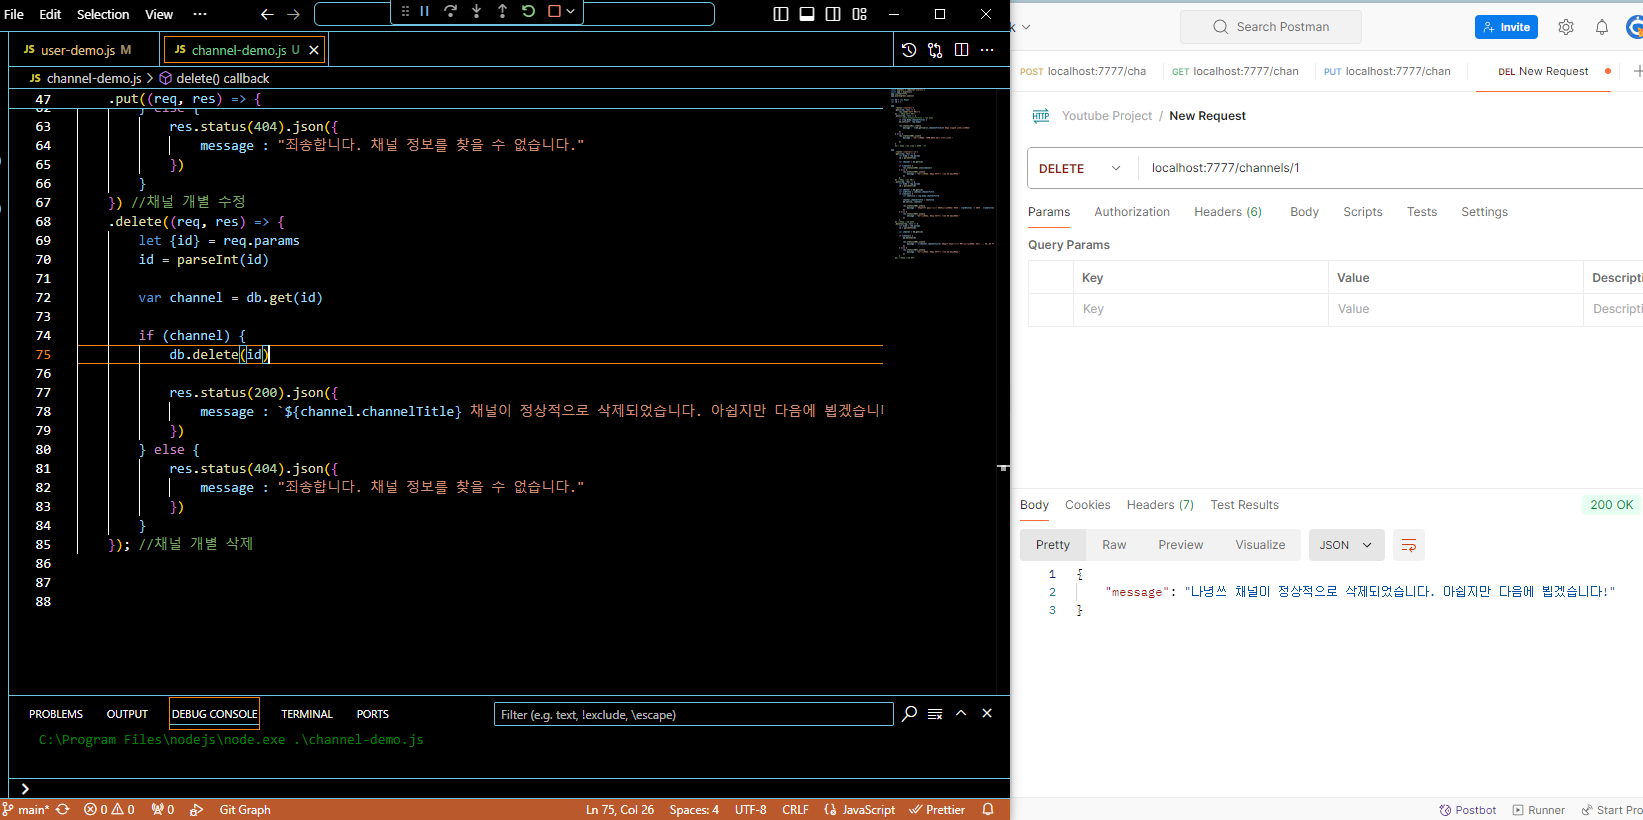 File Edit Selection View ···
JS user-demo.js M JS channel-demo.js U
JS channel-demo.js > delete() callback
47 .put((req, res) => {
62 } else {
63 res.status(404).json({
64 message : "죄송합니다. 채널 정보를 찾을 수 없습니다."
65 })
66 }
67 }) //채널 개별 수정
68 .delete((req, res) => {
69 let {id} = req.params
70 id = parseInt(id)
71
72 var channel = db.get(id)
73
74 if (channel) {
75 db.delete(id)
76
77 res.status(200).json({
78 message : `${channel.channelTitle} 채널이 정상적으로 삭제되었습니다. 아쉽지만 다음에 뵙겠습니
79 })
80 } else {
81 res.status(404).json({
82 message : "죄송합니다. 채널 정보를 찾을 수 없습니다."
83 })
84 }
85 }); //채널 개별 삭제
86
87
88
PROBLEMS OUTPUT DEBUG CONSOLE TERMINAL PORTS
Filter (e.g. text, !exclude, \escape)
C:\Program Files\nodejs\node.exe .\channel-demo.js
main* 0 0 0 Git Graph Ln 75, Col 26 Spaces: 4 UTF-8 CRLF {} JavaScript Prettier
k Search Postman Invite
POST localhost:7777/cha GET localhost:7777/chan PUT localhost:7777/chan DEL New Request
HTTP Youtube Project / New Request
DELETE localhost:7777/channels/1
Params Authorization Headers (6) Body Scripts Tests Settings
Query Params
Key Value Descripti
Key Value Descripti
Body Cookies Headers (7) Test Results 200 OK
Pretty Raw Preview Visualize JSON
1 {
2 "message": "나녕쓰 채널이 정상적으로 삭제되었습니다. 아쉽지만 다음에 뵙겠습니다!"
3 }
Postbot Runner Start Pro